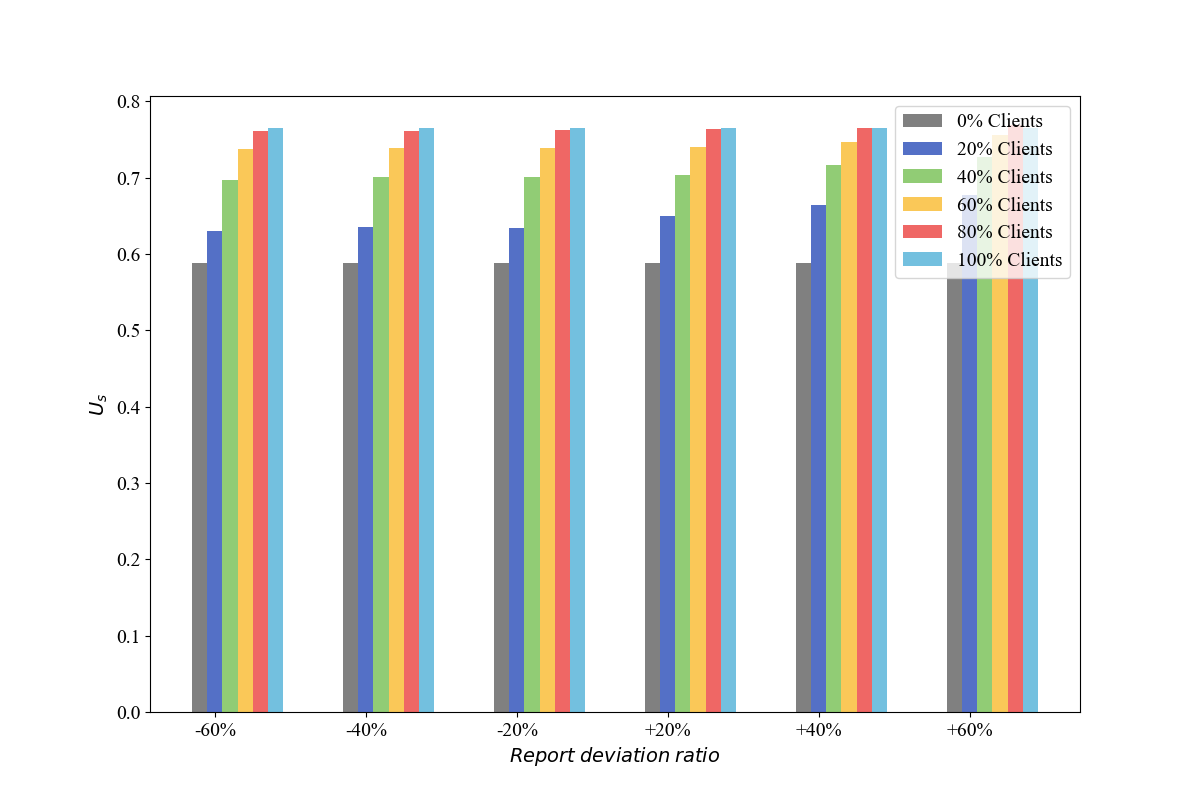 0.8
0.7
0.6
0.5
0.4
0.3
0.2
0.1
0.0
U_s
0% Clients
20% Clients
40% Clients
60% Clients
80% Clients
100% Clients
-60% -40% -20% +20% +40% +60%
Report deviation ratio